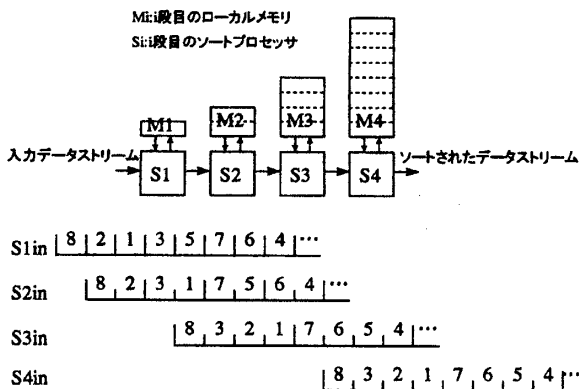 Mi:i段目のローカルメモリ
Si:i段目のソートプロセッサ
M1 M2 M3 M4
入力データストリーム S1 S2 S3 S4 ソートされたデータストリーム
S1in 8 2 1 3 5 7 6 4 …
S2in 8 2 3 1 7 5 6 4 …
S3in 8 3 2 1 7 6 5 4 …
S4in 8 3 2 1 7 6 5 4 …